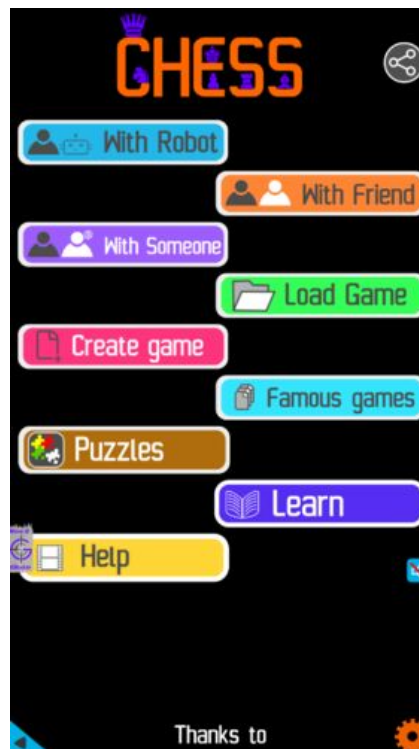 CHESS
With Robot
With Friend
With Someone
Load Game
Create game
Famous games
Puzzles
Learn
Help
Thanks to